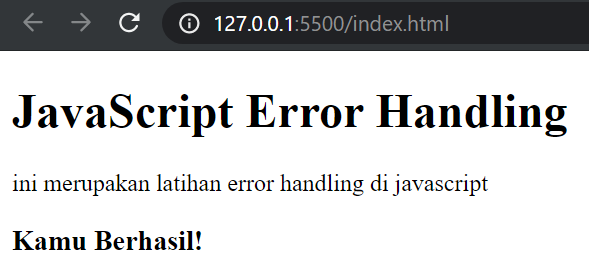 127.0.0.1:5500/index.html
JavaScript Error Handling
ini merupakan latihan error handling di javascript
Kamu Berhasil!